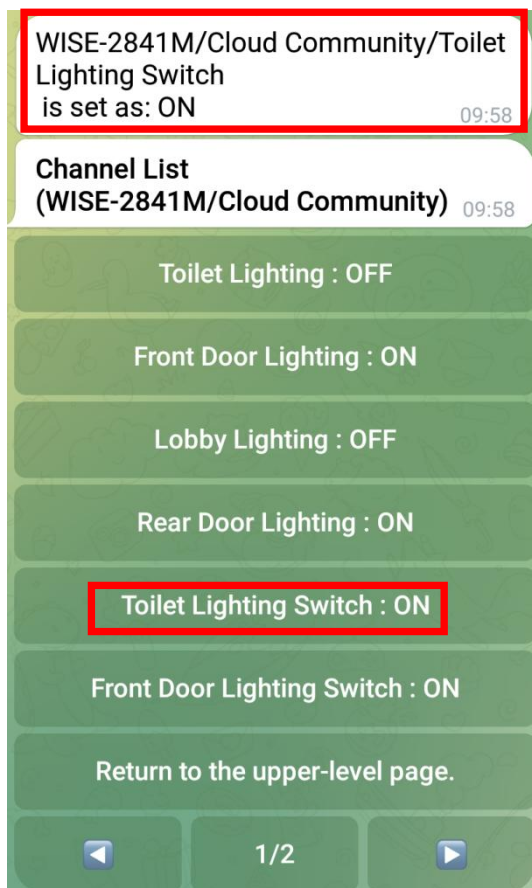 WISE-2841M/Cloud Community/Toilet
Lighting Switch
is set as: ON
09:58
Channel List
(WISE-2841M/Cloud Community) 09:58
Toilet Lighting : OFF
Front Door Lighting : ON
Lobby Lighting : OFF
Rear Door Lighting : ON
Toilet Lighting Switch : ON
Front Door Lighting Switch : ON
Return to the upper-level page.
1/2